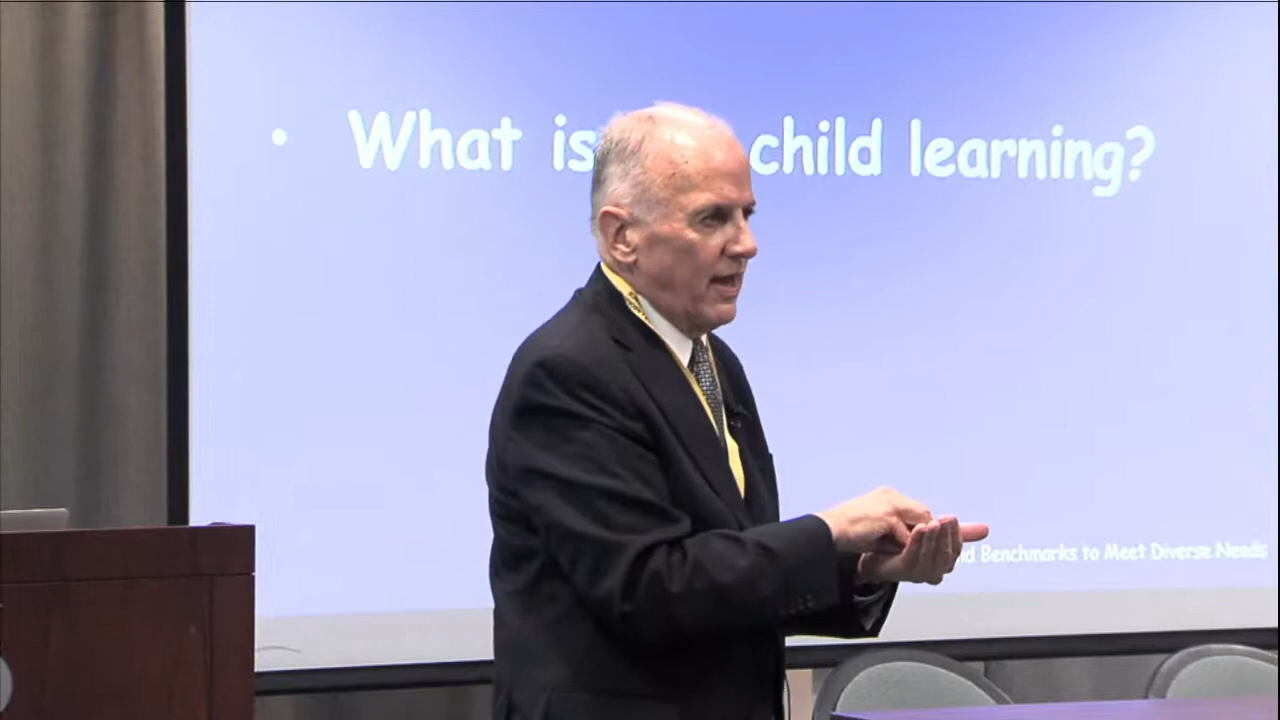 • What is child learning?
Benchmarks to Meet Diverse Needs